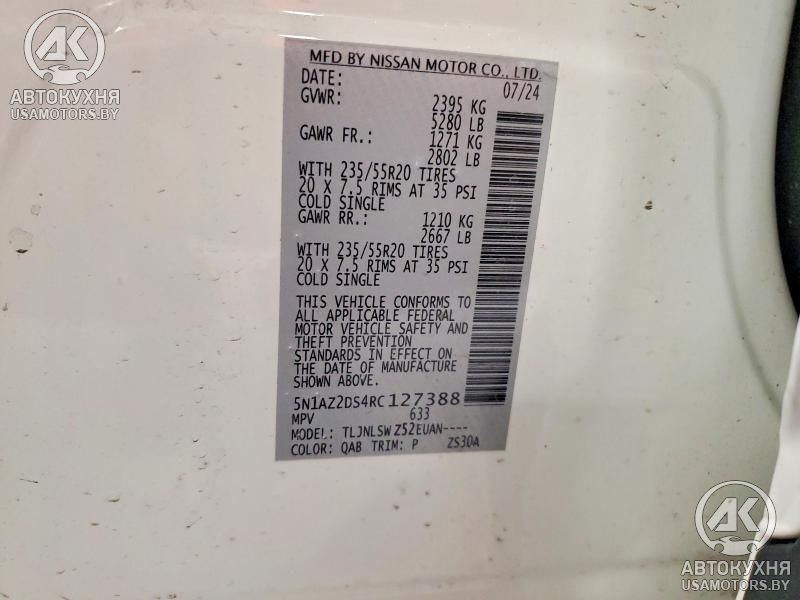 АВТОКУХНЯ
USAMOTORS.BY
MFD BY NISSAN MOTOR CO., LTD.
DATE: 07/24
GVWR: 2395 KG
5280 LB
GAWR FR.: 1271 KG
2802 LB
WITH 235/55R20 TIRES
20 X 7.5 RIMS AT 35 PSI
COLD SINGLE
GAWR RR.: 1210 KG
2667 LB
WITH 235/55R20 TIRES
20 X 7.5 RIMS AT 35 PSI
COLD SINGLE
THIS VEHICLE CONFORMS TO
ALL APPLICABLE FEDERAL
MOTOR VEHICLE SAFETY AND
THEFT PREVENTION
STANDARDS IN EFFECT ON
THE DATE OF MANUFACTURE
SHOWN ABOVE.
5N1AZ2DS4RC127388
MPV 633
MODEL: TLJNLSWZ52EUAN----
COLOR: QAB TRIM: P ZS30A
АВТОКУХНЯ
USAMOTORS.BY